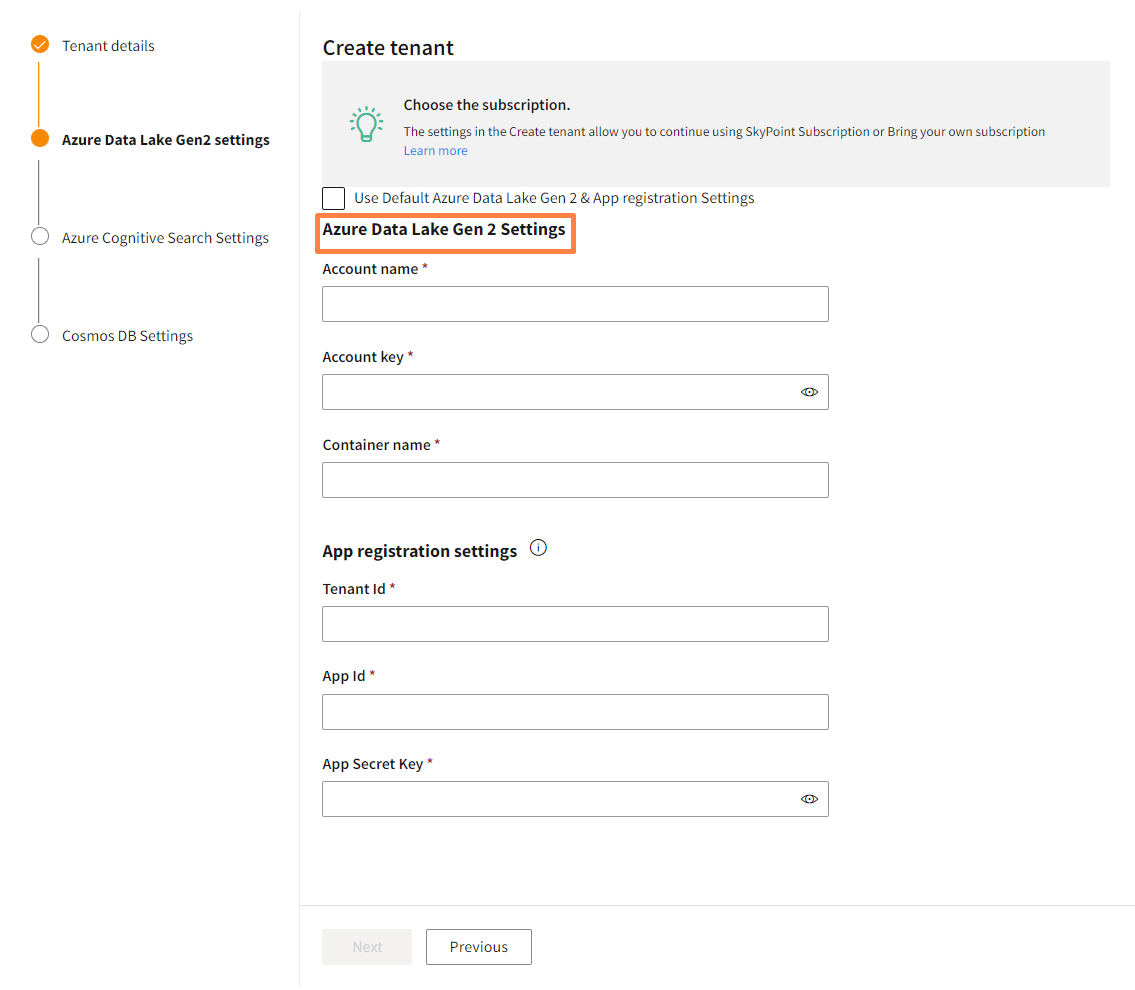 Tenant details
Azure Data Lake Gen2 settings
Azure Cognitive Search Settings
Cosmos DB Settings
Create tenant
Choose the subscription.
The settings in the Create tenant allow you to continue using SkyPoint Subscription or Bring your own subscription
Learn more
Use Default Azure Data Lake Gen 2 & App registration Settings
Azure Data Lake Gen 2 Settings
Account name *
Account key *
Container name *
App registration settings
Tenant Id *
App Id *
App Secret Key *
Next
Previous